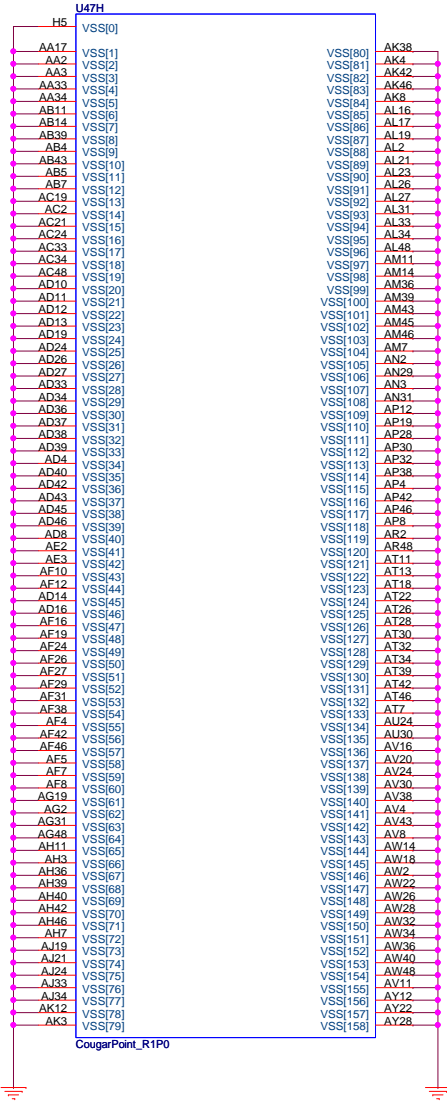 U47H
H5 VSS[0]
AA17 VSS[1] VSS[80] AK38
AA2 VSS[2] VSS[81] AK4
AA3 VSS[3] VSS[82] AK42
AA33 VSS[4] VSS[83] AK46
AA34 VSS[5] VSS[84] AK8
AB11 VSS[6] VSS[85] AL16
AB14 VSS[7] VSS[86] AL17
AB39 VSS[8] VSS[87] AL19
AB4 VSS[9] VSS[88] AL2
AB43 VSS[10] VSS[89] AL21
AB5 VSS[11] VSS[90] AL23
AB7 VSS[12] VSS[91] AL26
AC19 VSS[13] VSS[92] AL27
AC2 VSS[14] VSS[93] AL31
AC21 VSS[15] VSS[94] AL33
AC24 VSS[16] VSS[95] AL34
AC33 VSS[17] VSS[96] AL48
AC34 VSS[18] VSS[97] AM11
AC48 VSS[19] VSS[98] AM14
AD10 VSS[20] VSS[99] AM36
AD11 VSS[21] VSS[100] AM39
AD12 VSS[22] VSS[101] AM43
AD13 VSS[23] VSS[102] AM45
AD19 VSS[24] VSS[103] AM46
AD24 VSS[25] VSS[104] AM7
AD26 VSS[26] VSS[105] AN2
AD27 VSS[27] VSS[106] AN29
AD33 VSS[28] VSS[107] AN3
AD34 VSS[29] VSS[108] AN31
AD36 VSS[30] VSS[109] AP12
AD37 VSS[31] VSS[110] AP19
AD38 VSS[32] VSS[111] AP28
AD39 VSS[33] VSS[112] AP30
AD4 VSS[34] VSS[113] AP32
AD40 VSS[35] VSS[114] AP38
AD42 VSS[36] VSS[115] AP4
AD43 VSS[37] VSS[116] AP42
AD45 VSS[38] VSS[117] AP46
AD46 VSS[39] VSS[118] AP8
AD8 VSS[40] VSS[119] AR2
AE2 VSS[41] VSS[120] AR48
AE3 VSS[42] VSS[121] AT11
AF10 VSS[43] VSS[122] AT13
AF12 VSS[44] VSS[123] AT18
AD14 VSS[45] VSS[124] AT22
AD16 VSS[46] VSS[125] AT26
AF16 VSS[47] VSS[126] AT28
AF19 VSS[48] VSS[127] AT30
AF24 VSS[49] VSS[128] AT32
AF26 VSS[50] VSS[129] AT34
AF27 VSS[51] VSS[130] AT39
AF29 VSS[52] VSS[131] AT42
AF31 VSS[53] VSS[132] AT46
AF38 VSS[54] VSS[133] AT7
AF4 VSS[55] VSS[134] AU24
AF42 VSS[56] VSS[135] AU30
AF46 VSS[57] VSS[136] AV16
AF5 VSS[58] VSS[137] AV20
AF7 VSS[59] VSS[138] AV24
AF8 VSS[60] VSS[139] AV30
AG19 VSS[61] VSS[140] AV38
AG2 VSS[62] VSS[141] AV4
AG31 VSS[63] VSS[142] AV43
AG48 VSS[64] VSS[143] AV8
AH11 VSS[65] VSS[144] AW14
AH3 VSS[66] VSS[145] AW18
AH36 VSS[67] VSS[146] AW2
AH39 VSS[68] VSS[147] AW22
AH40 VSS[69] VSS[148] AW26
AH42 VSS[70] VSS[149] AW28
AH46 VSS[71] VSS[150] AW32
AH7 VSS[72] VSS[151] AW34
AJ19 VSS[73] VSS[152] AW36
AJ21 VSS[74] VSS[153] AW40
AJ24 VSS[75] VSS[154] AW48
AJ33 VSS[76] VSS[155] AV11
AJ34 VSS[77] VSS[156] AY12
AK12 VSS[78] VSS[157] AY22
AK3 VSS[79] VSS[158] AY28
CougarPoint_R1P0